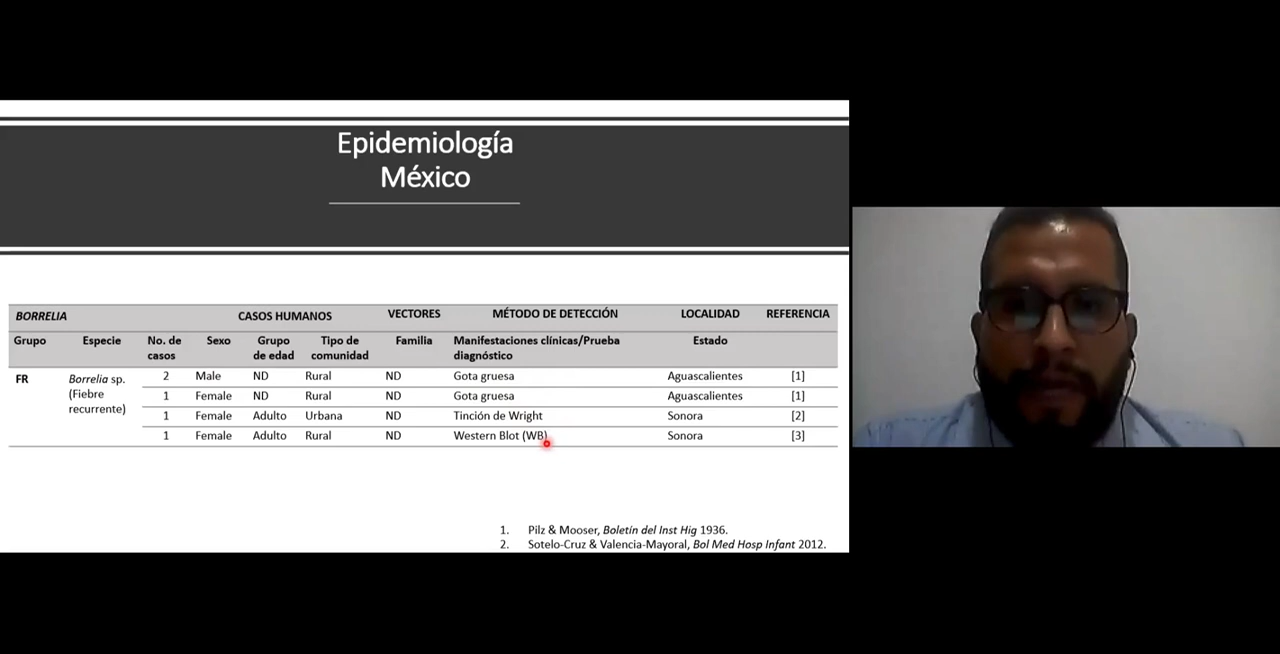 Epidemiología
México
BORRELIA CASOS HUMANOS VECTORES MÉTODO DE DETECCIÓN LOCALIDAD REFERENCIA
Grupo Especie No. de casos Sexo Grupo de edad Tipo de comunidad Familia Manifestaciones clínicas/Prueba diagnóstico Estado
FR Borrelia sp. (Fiebre recurrente) 2 Male ND Rural ND Gota gruesa Aguascalientes [1]
1 Female ND Rural ND Gota gruesa Aguascalientes [1]
1 Female Adulto Urbana ND Tinción de Wright Sonora [2]
1 Female Adulto Rural ND Western Blot (WB) Sonora [3]
1. Pilz & Mooser, Boletín del Inst Hig 1936.
2. Sotelo-Cruz & Valencia-Mayoral, Bol Med Hosp Infant 2012.